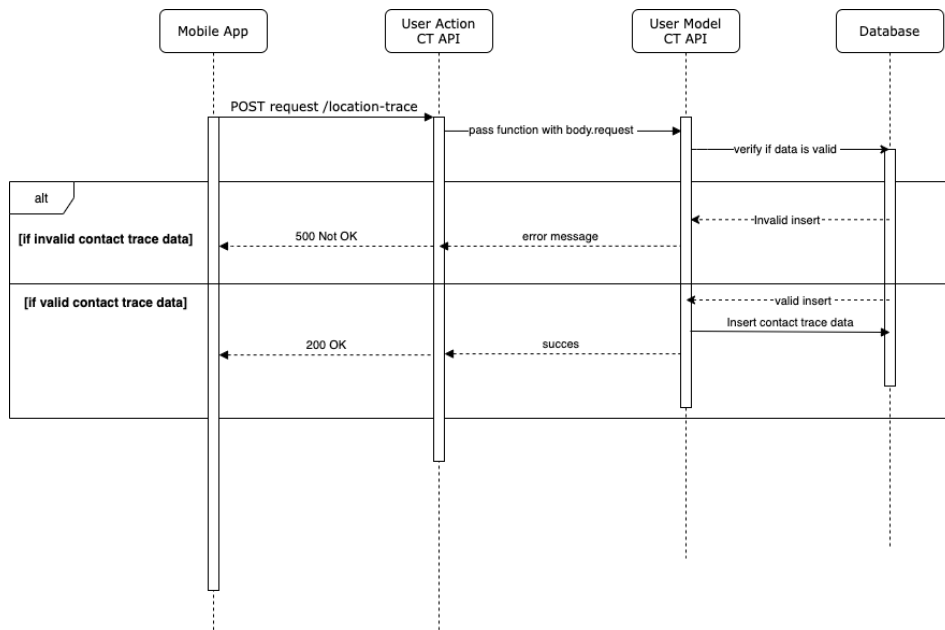 Mobile App
User Action
CT API
User Model
CT API
Database
POST request /location-trace
pass function with body.request
verify if data is valid
alt
Invalid insert
[if invalid contact trace data]
500 Not OK
error message
[if valid contact trace data]
valid insert
Insert contact trace data
200 OK
succes